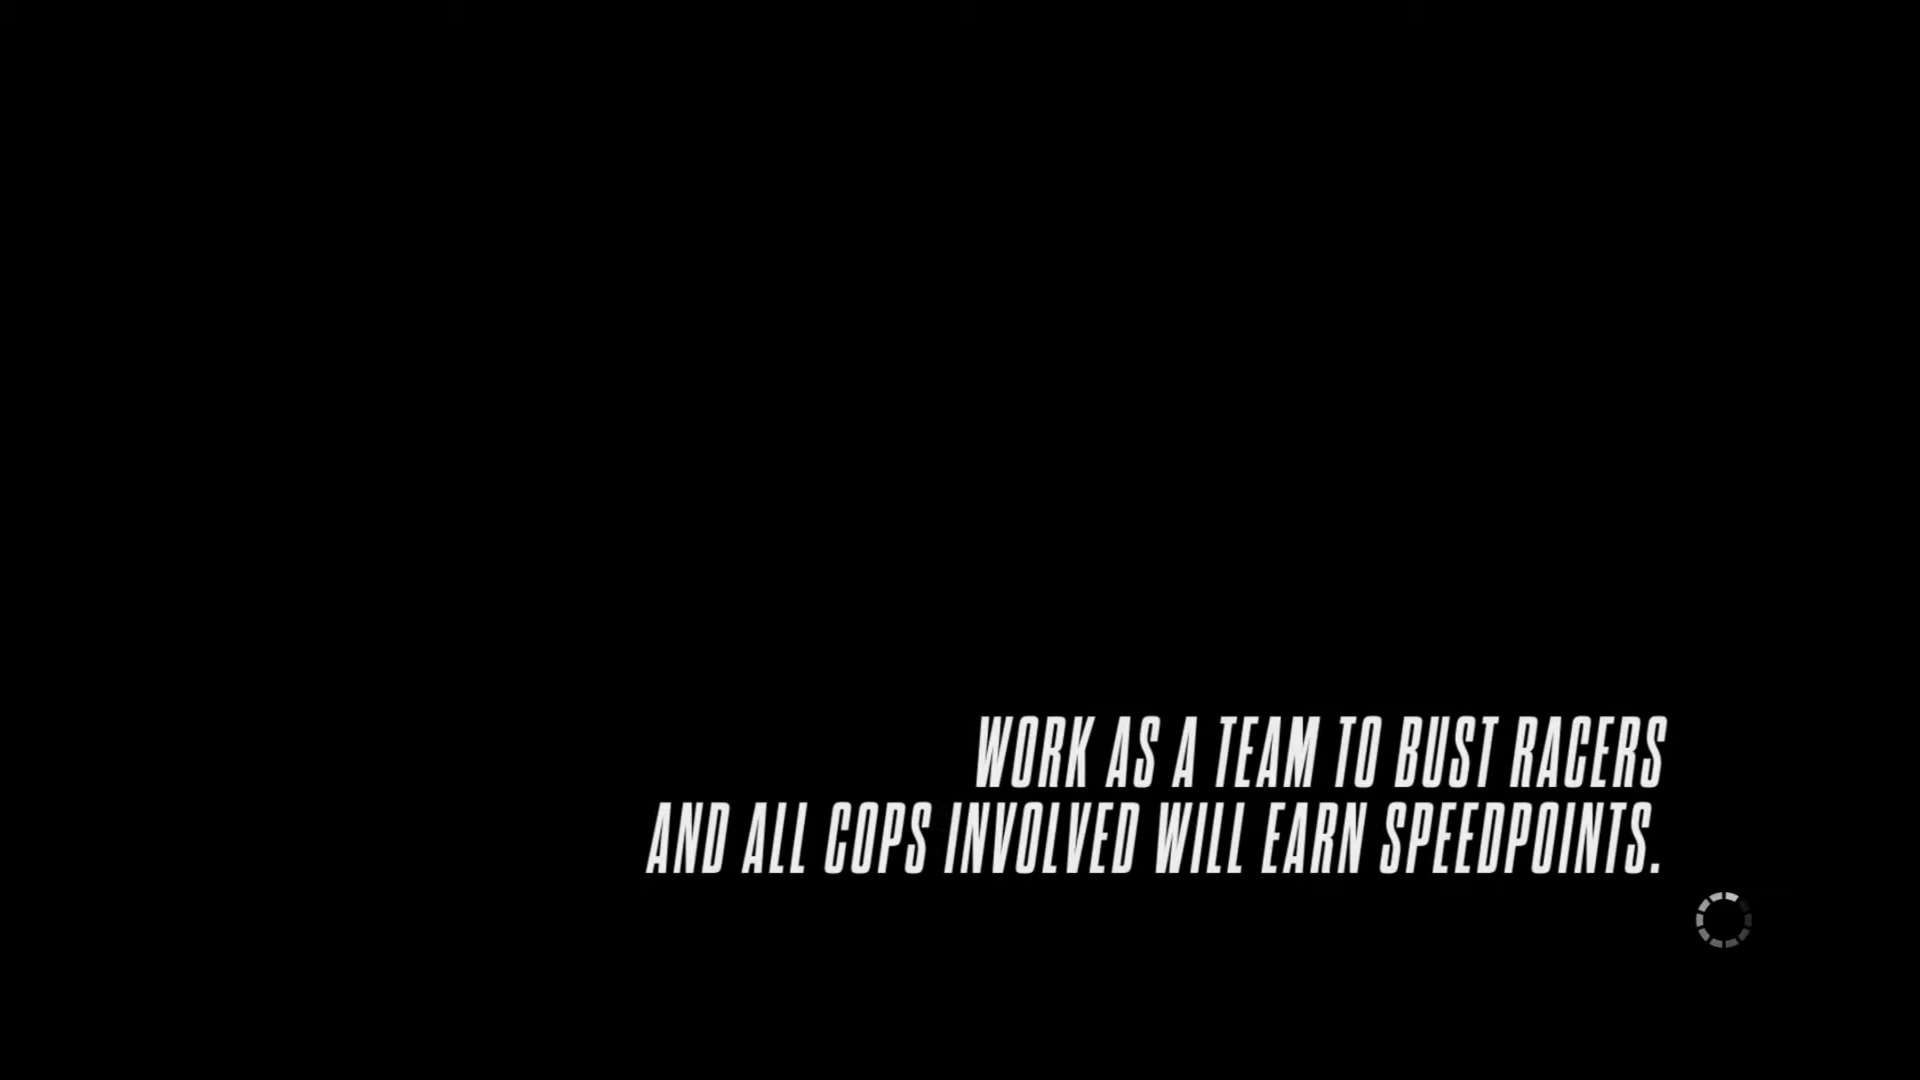 WORK AS A TEAM TO BUST RACERS
AND ALL COPS INVOLVED WILL EARN SPEEDPOINTS.